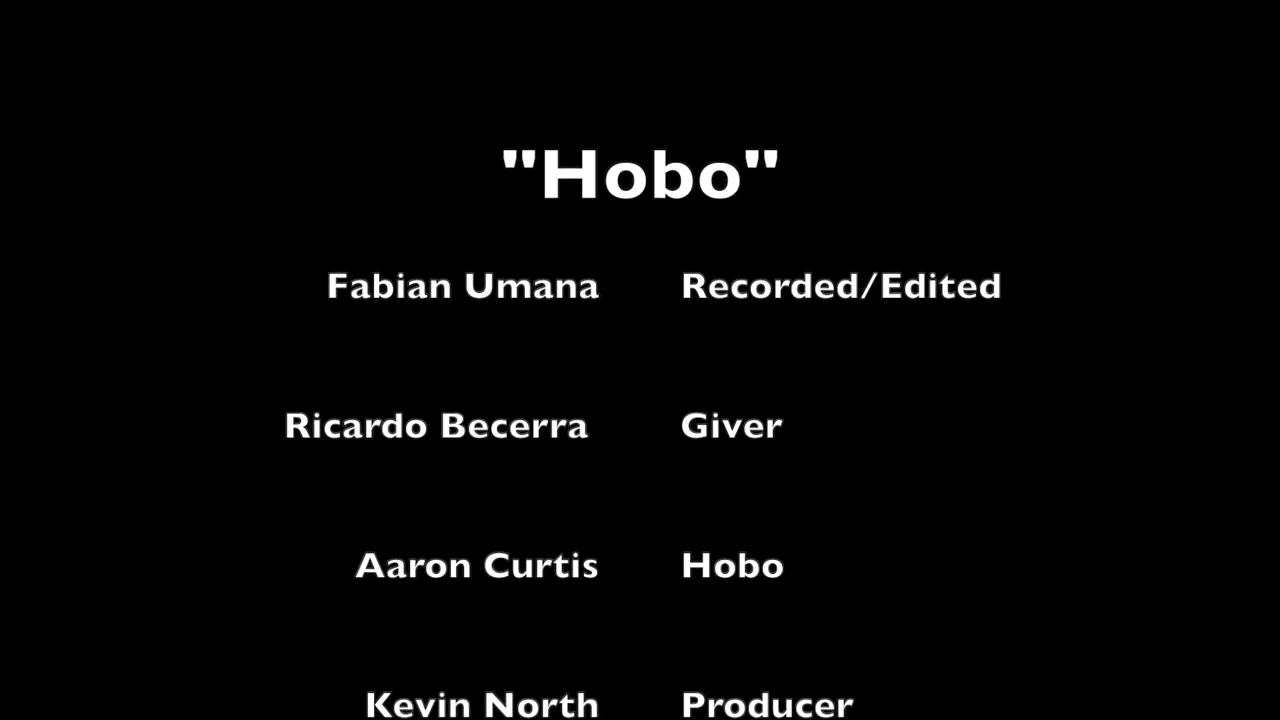 "Hobo"
Fabian Umana Recorded/Edited
Ricardo Becerra Giver
Aaron Curtis Hobo
Kevin North Producer